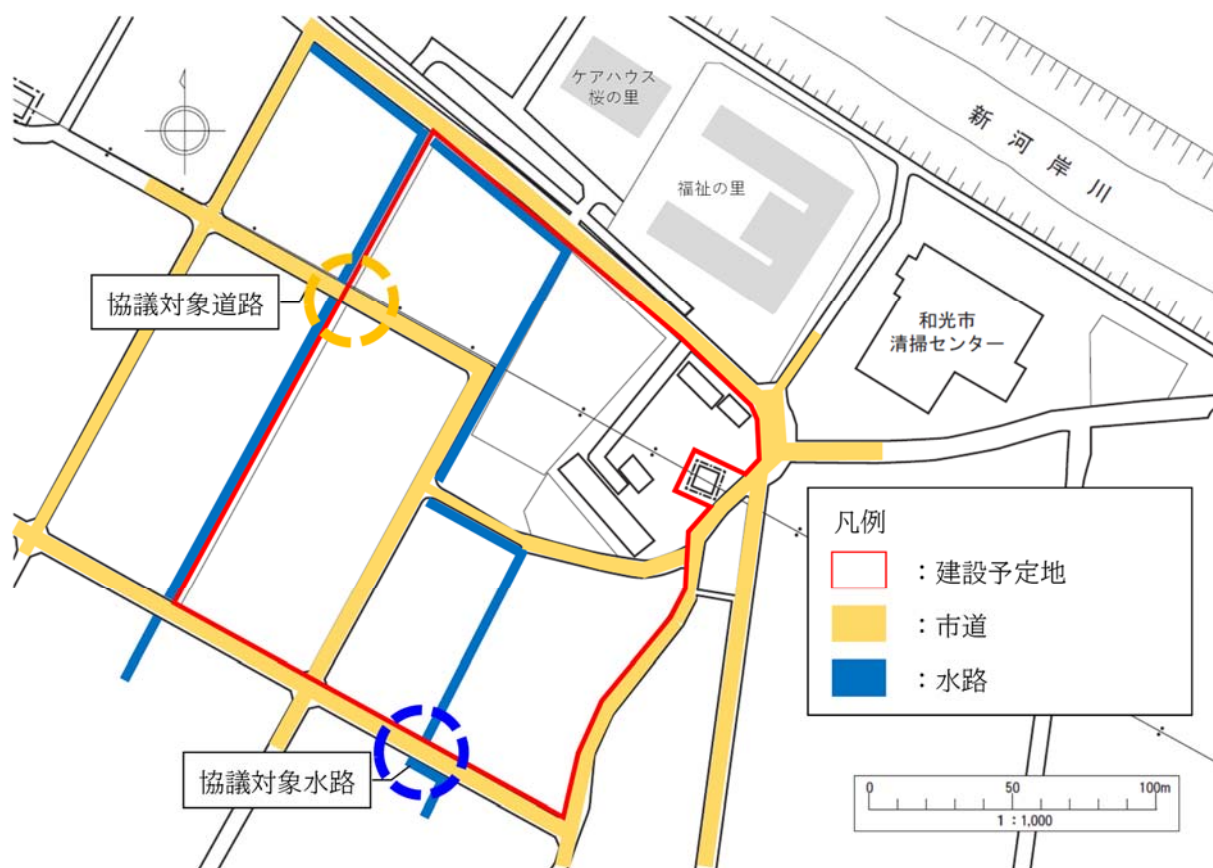 ケアハウス
桜の里
福祉の里
新河岸川
和光市
清掃センター
協議対象道路
協議対象水路
凡例
：建設予定地
：市道
：水路
0 50 100m
1 : 1,000